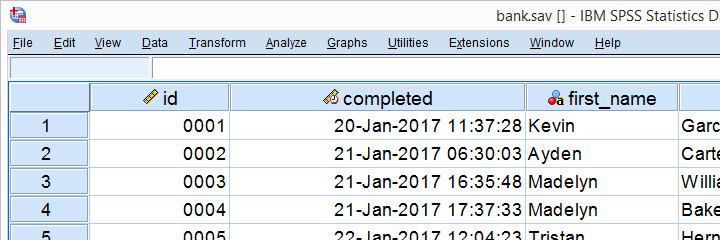 bank.sav [] - IBM SPSS Statistics D
File Edit View Data Transform Analyze Graphs Utilities Extensions Window Help
id completed first_name
1 0001 20-Jan-2017 11:37:28 Kevin Garc
2 0002 21-Jan-2017 06:30:03 Ayden Carte
3 0003 21-Jan-2017 16:35:48 Madelyn Willia
4 0004 21-Jan-2017 17:37:33 Madelyn Bake
5 0005 22-Jan-2017 12:04:23 Tristan Hern